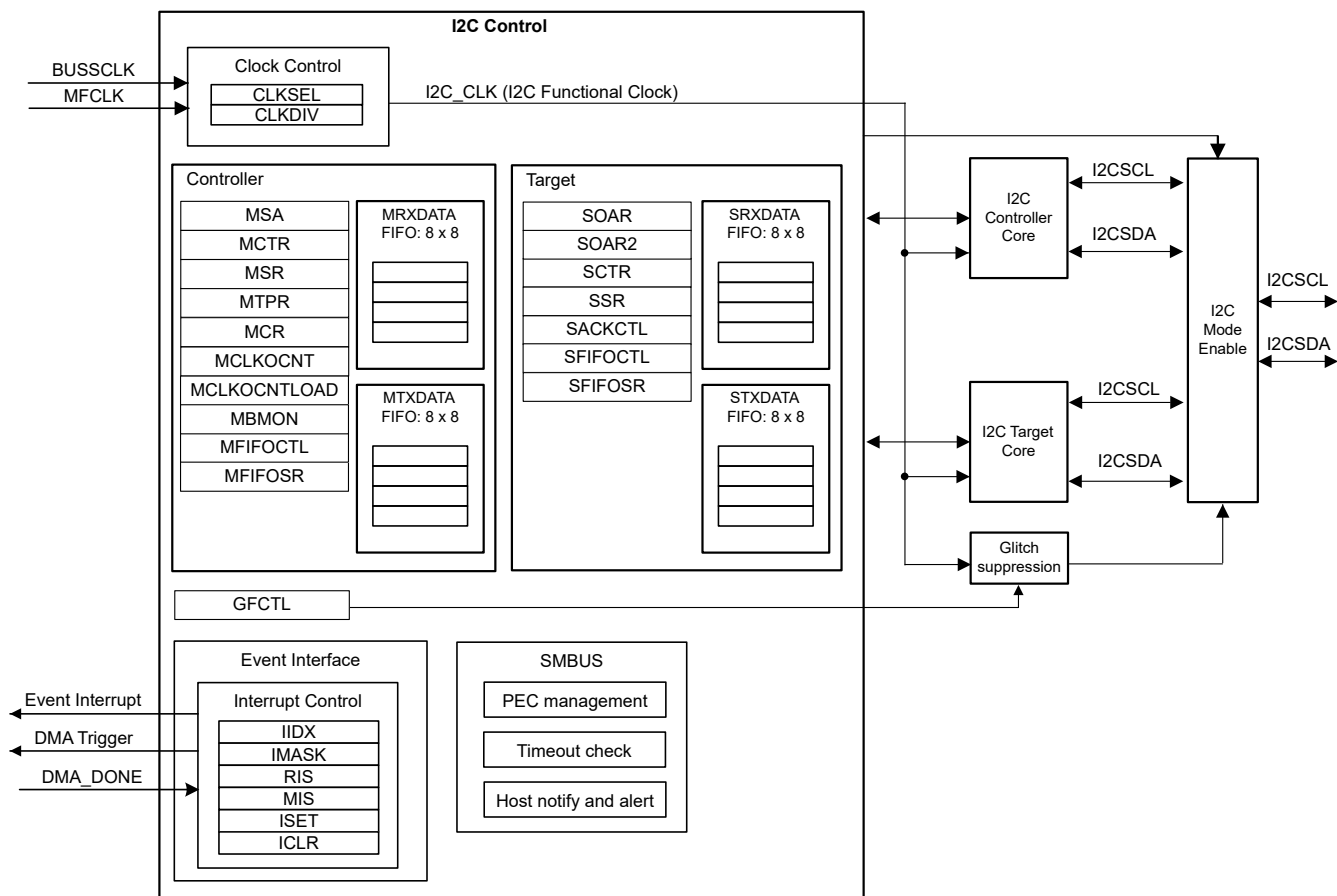 I2C Control
BUSSCLK
MFCLK
Clock Control
CLKSEL
CLKDIV
I2C_CLK (I2C Functional Clock)
Controller
MSA
MCTR
MSR
MTPR
MCR
MCLKOCNT
MCLKOCNTLOAD
MBMON
MFIFOCTL
MFIFOSR
MRXDATA
FIFO: 8 x 8
MTXDATA
FIFO: 8 x 8
Target
SOAR
SOAR2
SCTR
SSR
SACKCTL
SFIFOCTL
SFIFOSR
SRXDATA
FIFO: 8 x 8
STXDATA
FIFO: 8 x 8
I2C
Controller
Core
I2CSCL
I2CSDA
I2C Target
Core
I2CSCL
I2CSDA
Glitch
suppression
I2C
Mode
Enable
I2CSCL
I2CSDA
GFCTL
Event Interface
Interrupt Control
IIDX
IMASK
RIS
MIS
ISET
ICLR
Event Interrupt
DMA Trigger
DMA_DONE
SMBUS
PEC management
Timeout check
Host notify and alert